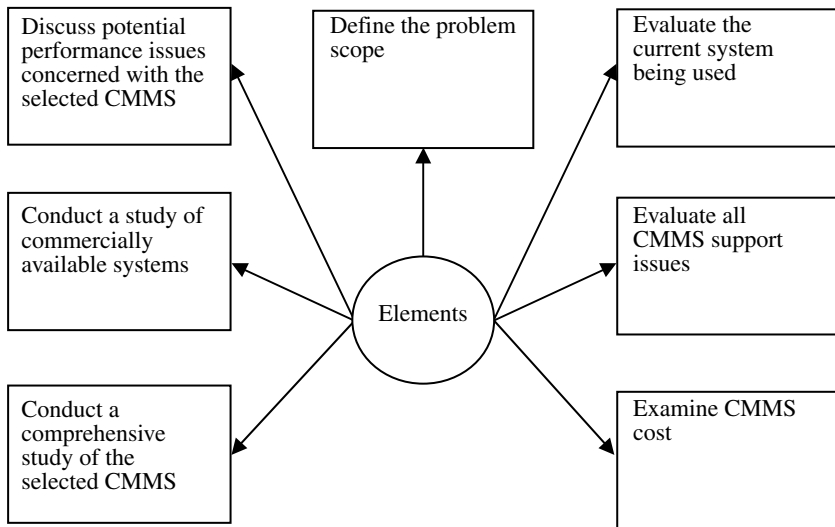 Discuss potential
performance issues
concerned with the
selected CMMS
Define the problem
scope
Evaluate the
current system
being used
Conduct a study of
commercially
available systems
Elements
Evaluate all
CMMS support
issues
Conduct a
comprehensive
study of the
selected CMMS
Examine CMMS
cost